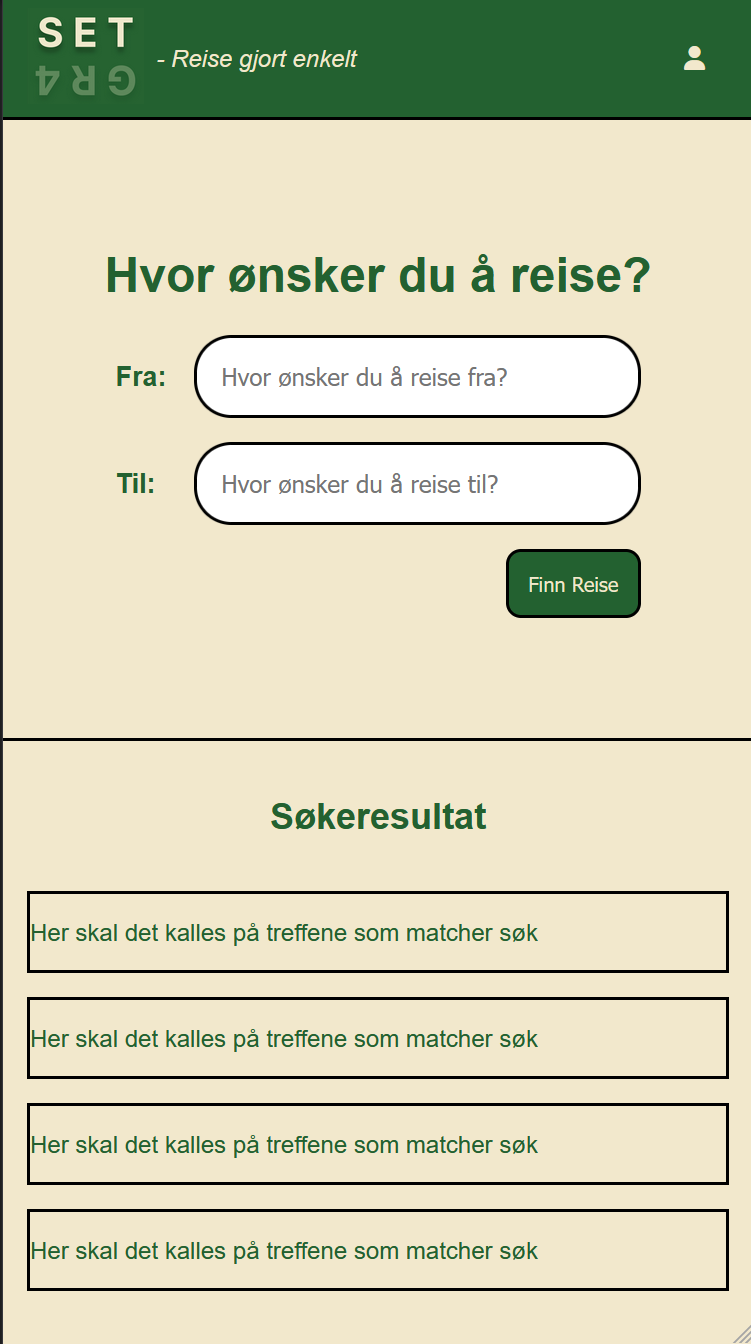 SET
GR4
- Reise gjort enkelt
Hvor ønsker du å reise?
Fra:
Hvor ønsker du å reise fra?
Til:
Hvor ønsker du å reise til?
Finn Reise
Søkeresultat
Her skal det kalles på treffene som matcher søk
Her skal det kalles på treffene som matcher søk
Her skal det kalles på treffene som matcher søk
Her skal det kalles på treffene som matcher søk